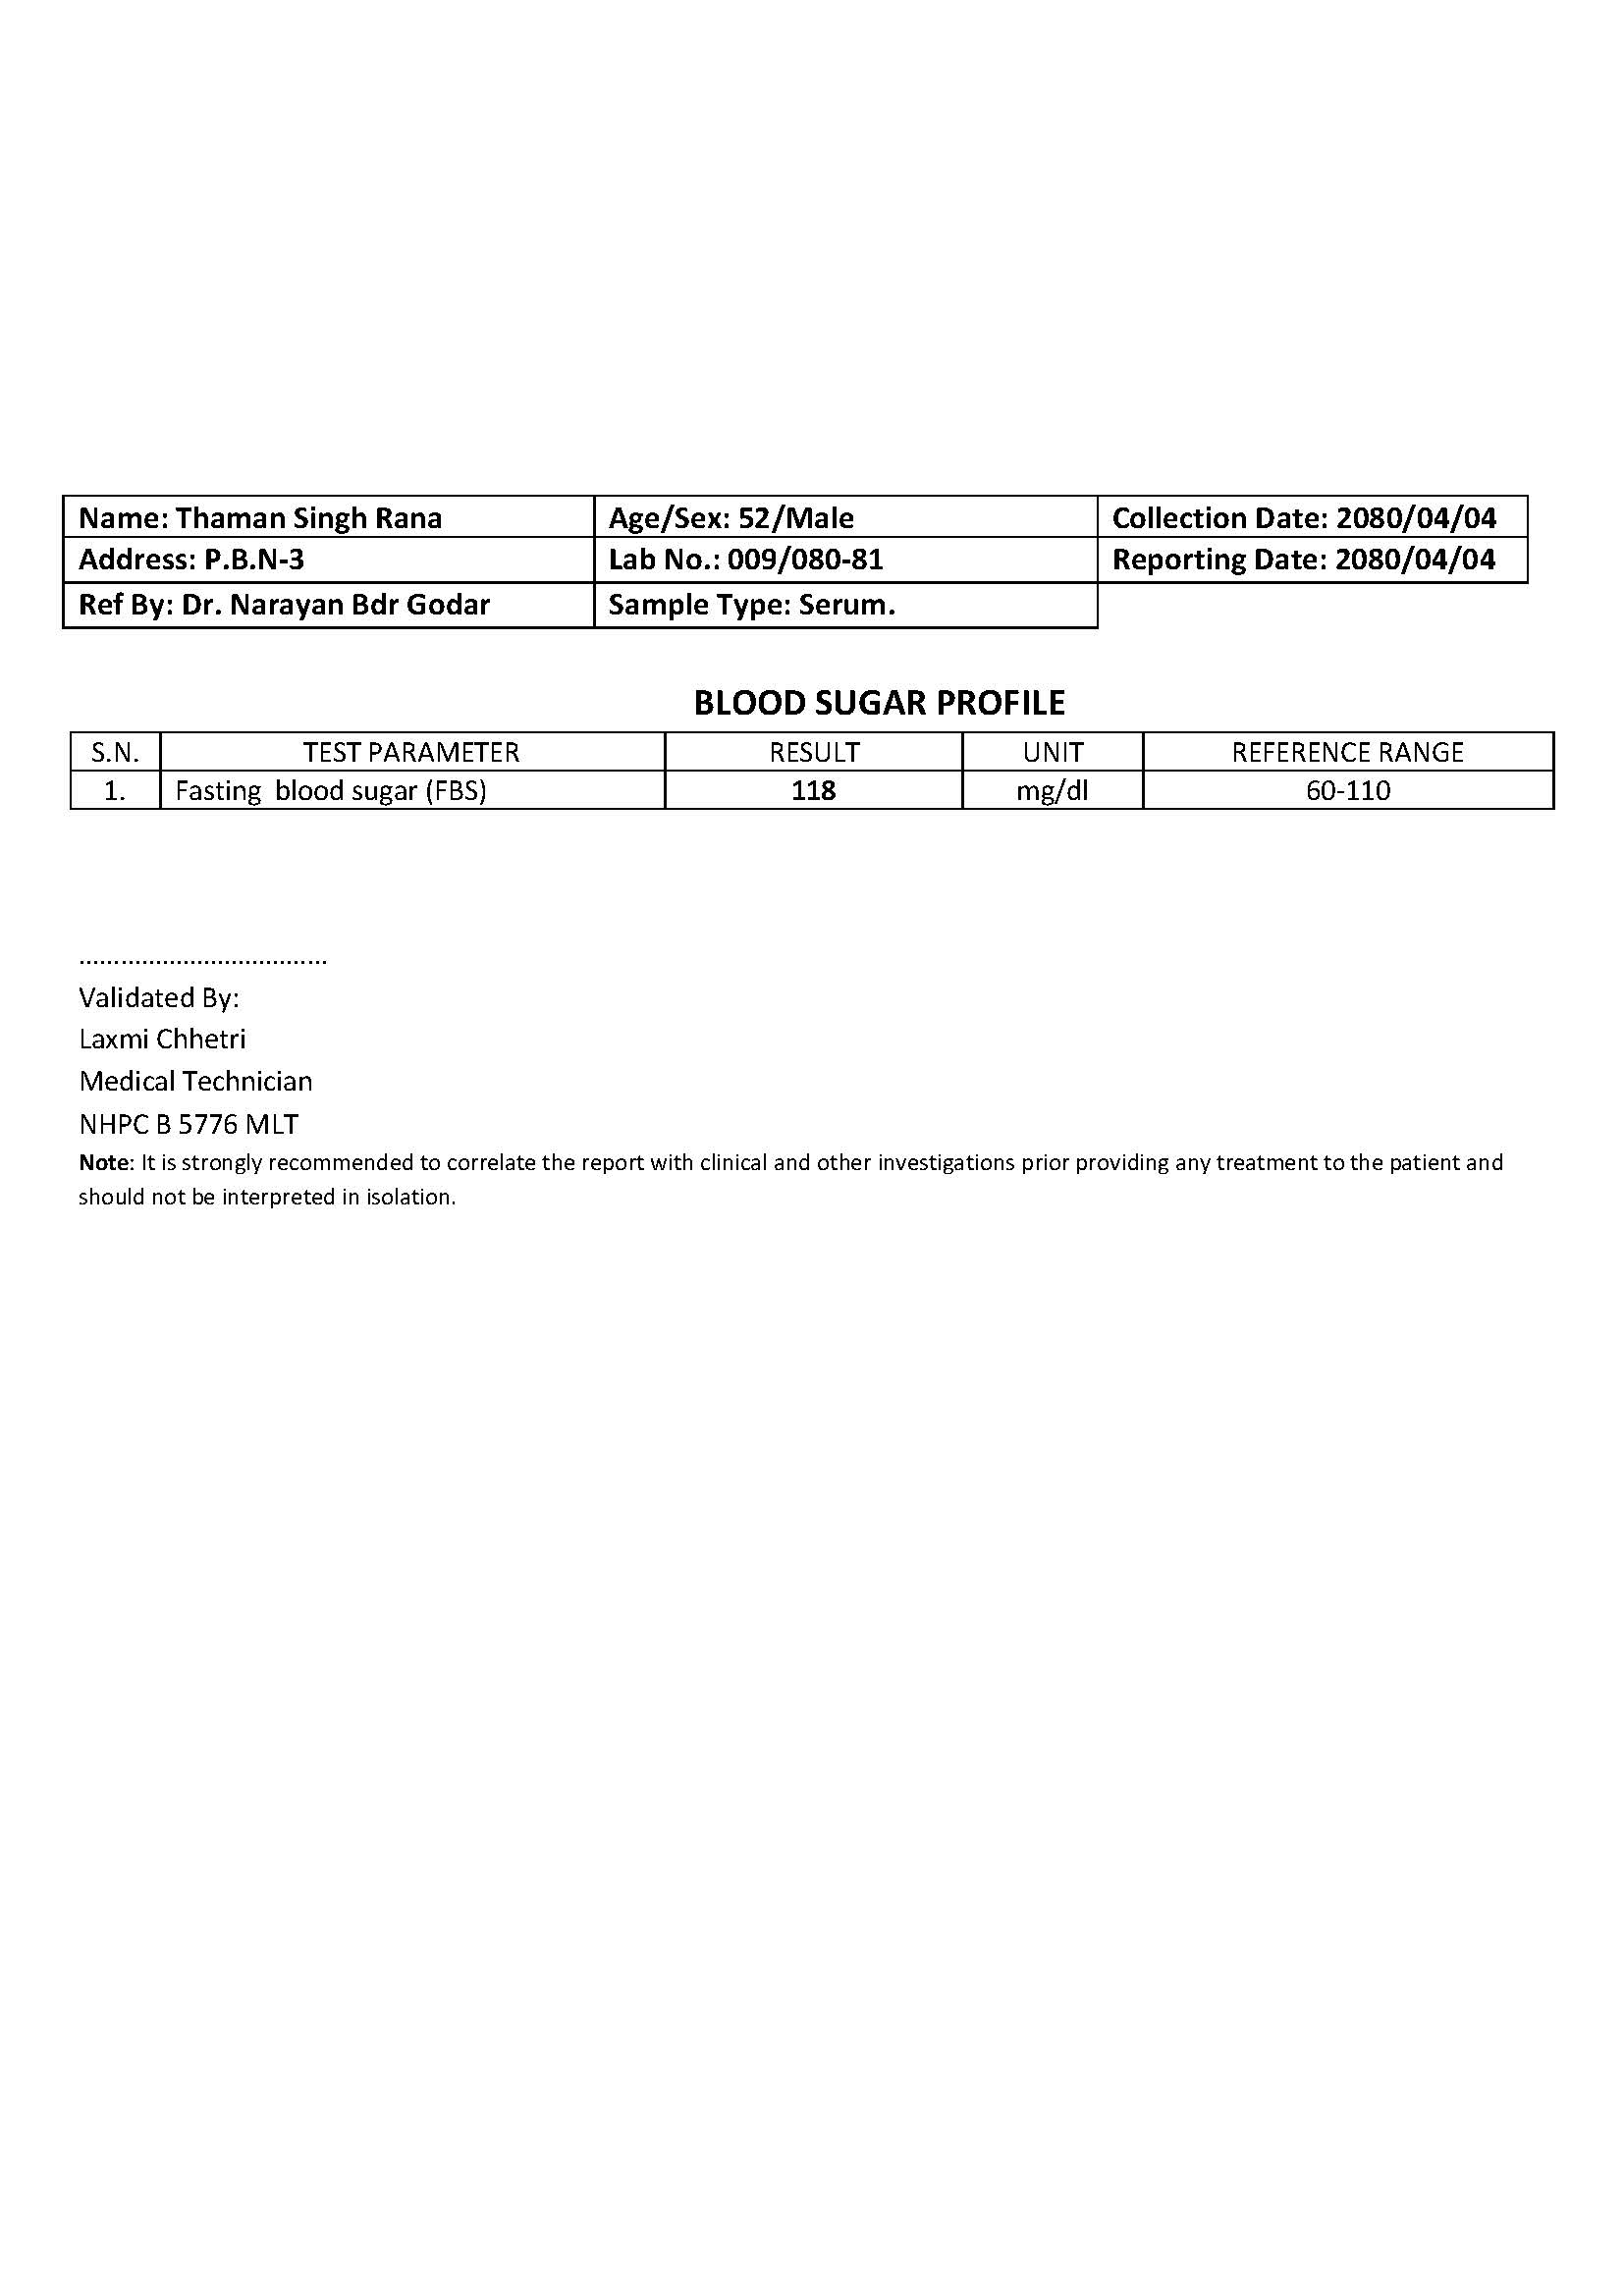 Name: Thaman Singh Rana Age/Sex: 52/Male Collection Date: 2080/04/04
Address: P.B.N-3 Lab No.: 009/080-81 Reporting Date: 2080/04/04
Ref By: Dr. Narayan Bdr Godar Sample Type: Serum.
BLOOD SUGAR PROFILE
S.N. TEST PARAMETER RESULT UNIT REFERENCE RANGE
1. Fasting blood sugar (FBS) 118 mg/dl 60-110
....................................
Validated By:
Laxmi Chhetri
Medical Technician
NHPC B 5776 MLT
Note: It is strongly recommended to correlate the report with clinical and other investigations prior providing any treatment to the patient and
should not be interpreted in isolation.